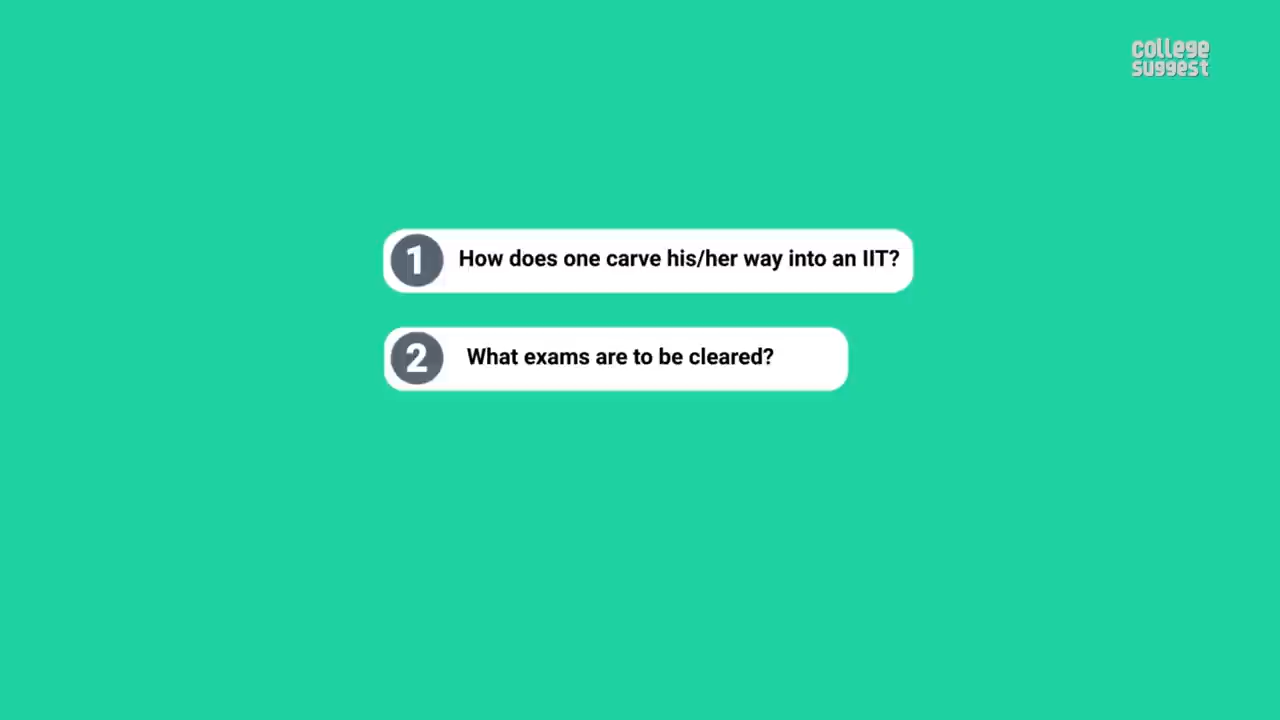 college
suggest
1 How does one carve his/her way into an IIT?
2 What exams are to be cleared?